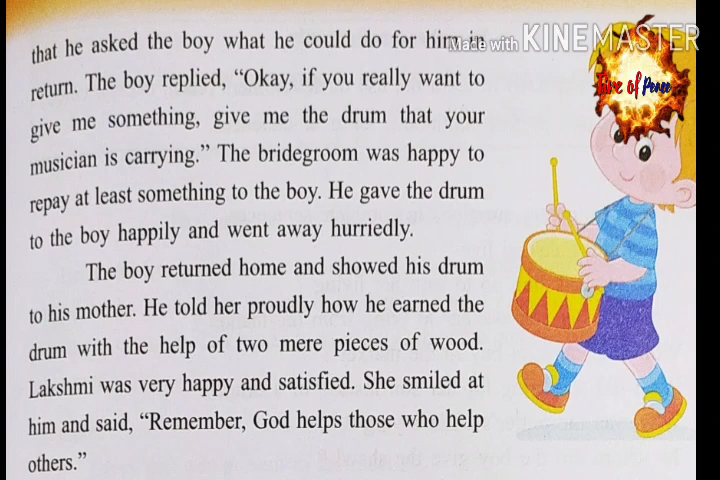 that he asked the boy what he could do for him in
return. The boy replied, “Okay, if you really want to
give me something, give me the drum that your
musician is carrying.” The bridegroom was happy to
repay at least something to the boy. He gave the drum
to the boy happily and went away hurriedly.
The boy returned home and showed his drum
to his mother. He told her proudly how he earned the
drum with the help of two mere pieces of wood.
Lakshmi was very happy and satisfied. She smiled at
him and said, “Remember, God helps those who help
others.”
Made with KINEMASTER
Time of Peace